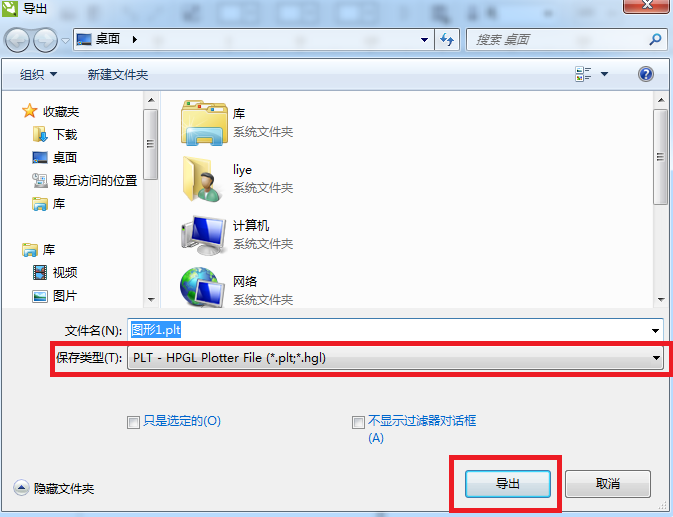 导出
桌面
搜索 桌面
组织 新建文件夹
收藏夹
下载
桌面
最近访问的位置
库
库
视频
图片
库
系统文件夹
liye
系统文件夹
计算机
系统文件夹
网络
系统文件夹
文件名(N): 图形1.plt
保存类型(T): PLT - HPGL Plotter File (*.plt;*.hgl)
只是选定的(O) 不显示过滤器对话框
(A)
隐藏文件夹 导出 取消